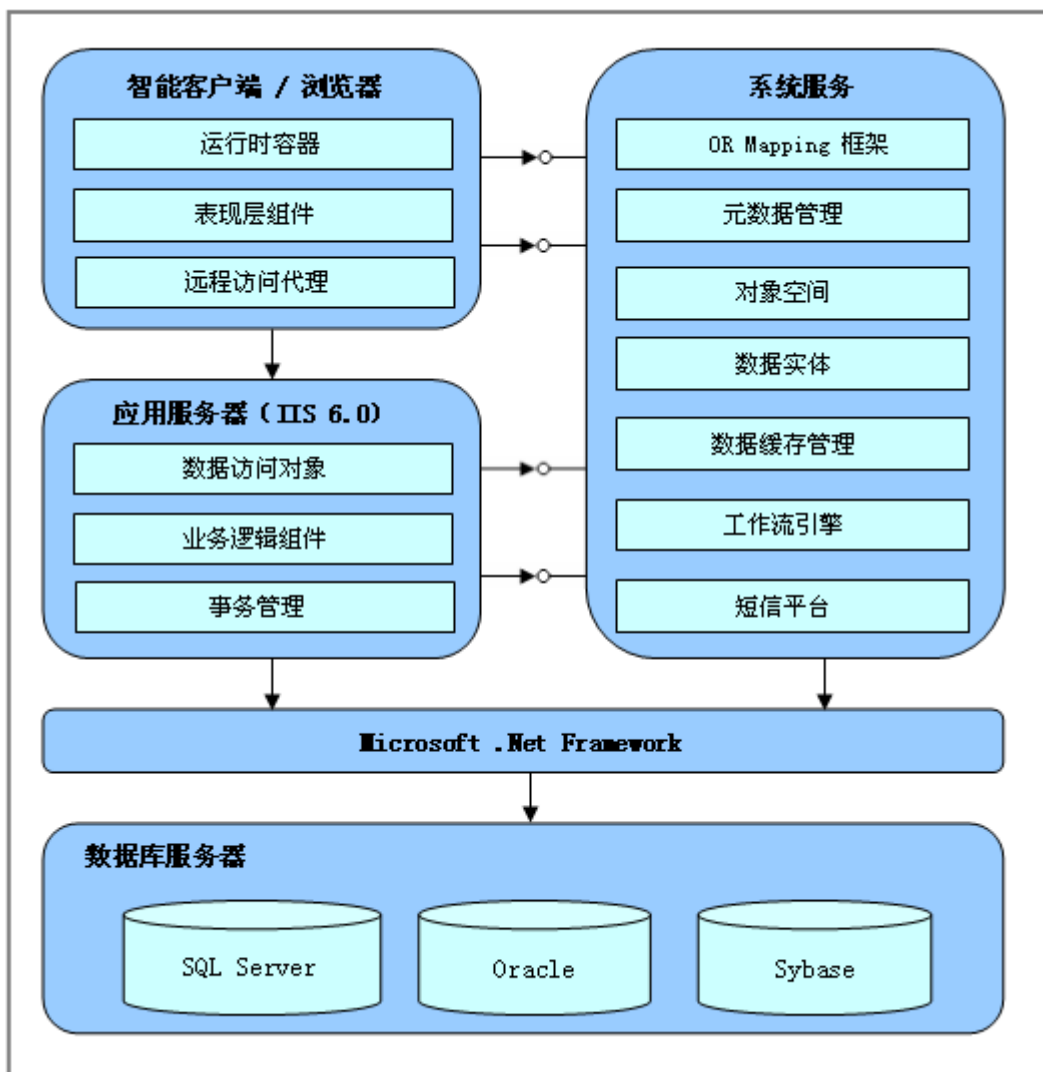 智能客户端 / 浏览器
运行时容器
表现层组件
远程访问代理
系统服务
OR Mapping 框架
元数据管理
对象空间
数据实体
数据缓存管理
工作流引擎
短信平台
应用服务器（IIS 6.0）
数据访问对象
业务逻辑组件
事务管理
Microsoft .Net Framework
数据库服务器
SQL Server
Oracle
Sybase